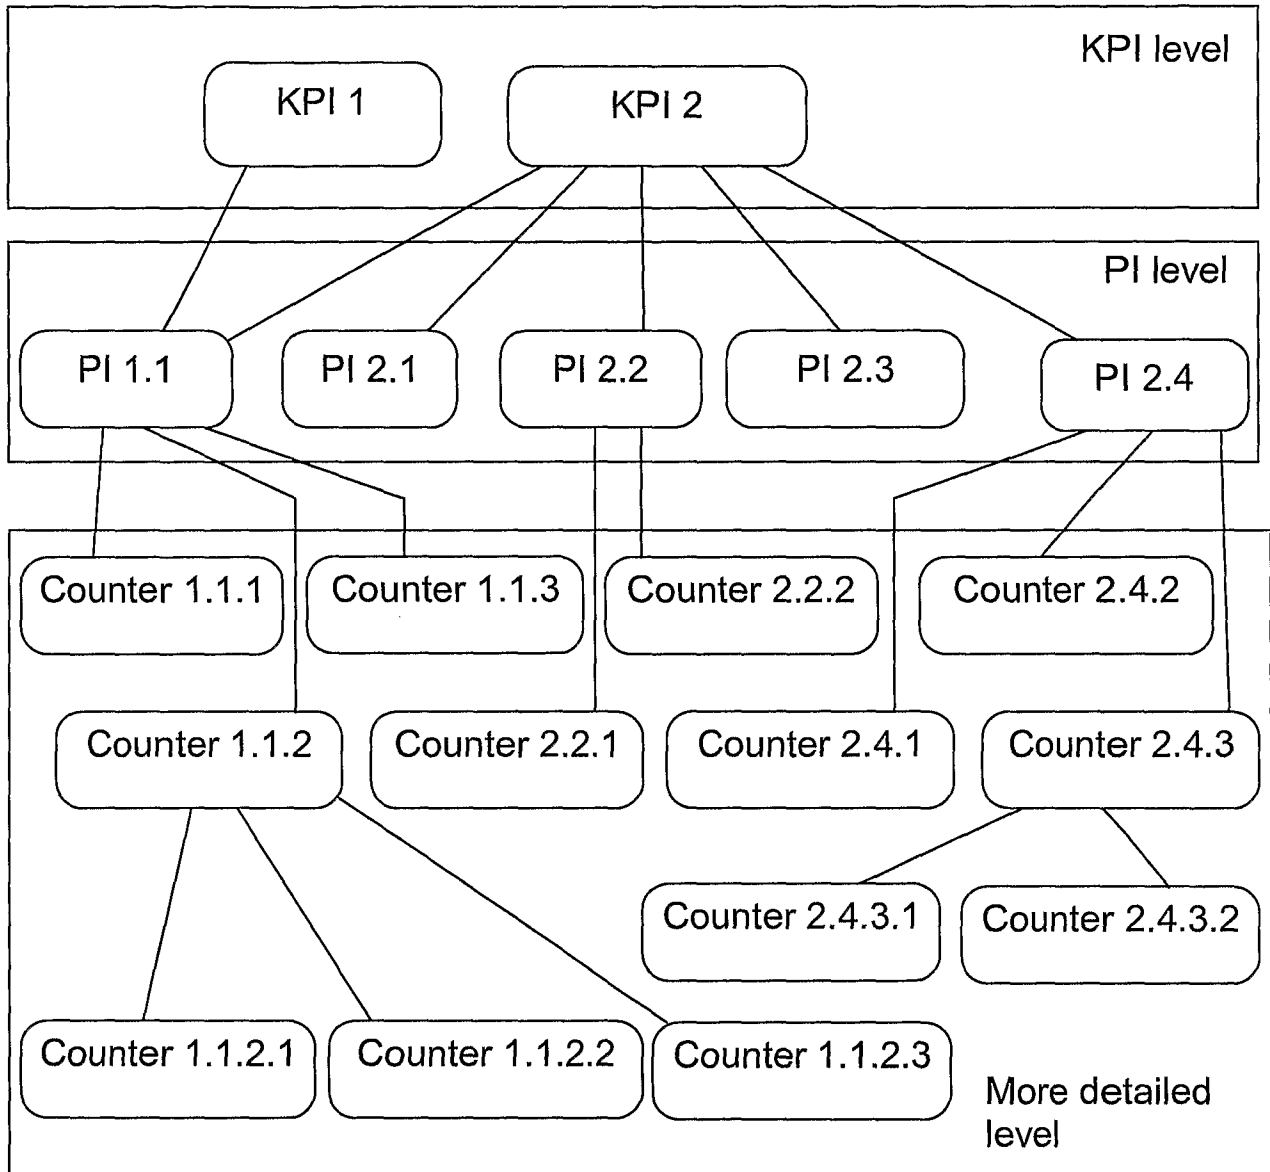 KPI level
KPI 1
KPI 2
PI level
PI 1.1
PI 2.1
PI 2.2
PI 2.3
PI 2.4
Counter 1.1.1
Counter 1.1.3
Counter 2.2.2
Counter 2.4.2
Counter 1.1.2
Counter 2.2.1
Counter 2.4.1
Counter 2.4.3
Counter 2.4.3.1
Counter 2.4.3.2
Counter 1.1.2.1
Counter 1.1.2.2
Counter 1.1.2.3
More detailed
level